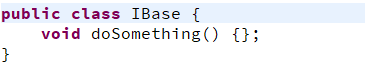 public class IBase {
    void doSomething() {};
}